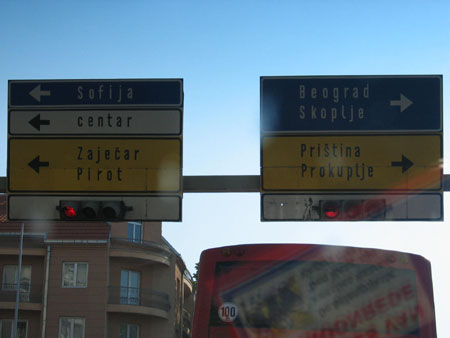 Sofija
centar
Zaječar
Pirot
Beograd
Skoplje
Priština
Prokuplje
100